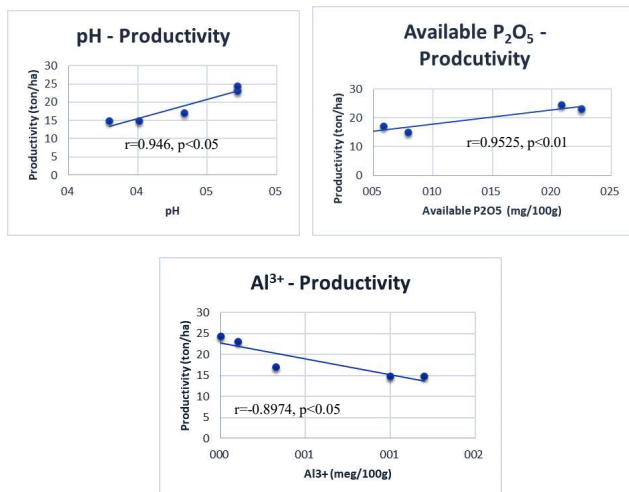 pH - Productivity
Productivity (ton/ha)
30
25
20
15
10
5
0
04
04
05
05
r=0.946, p<0.05
pH
Available P₂O₅ -
Prodcutivity
Productivity (ton/ha)
30
20
10
0
005
010
015
020
025
r=0.9525, p<0.01
Available P2O5 (mg/100g)
Al³⁺ - Productivity
Productivity (ton/ha)
30
25
20
15
10
5
0
000
001
001
002
r=-0.8974, p<0.05
Al3+ (meg/100g)